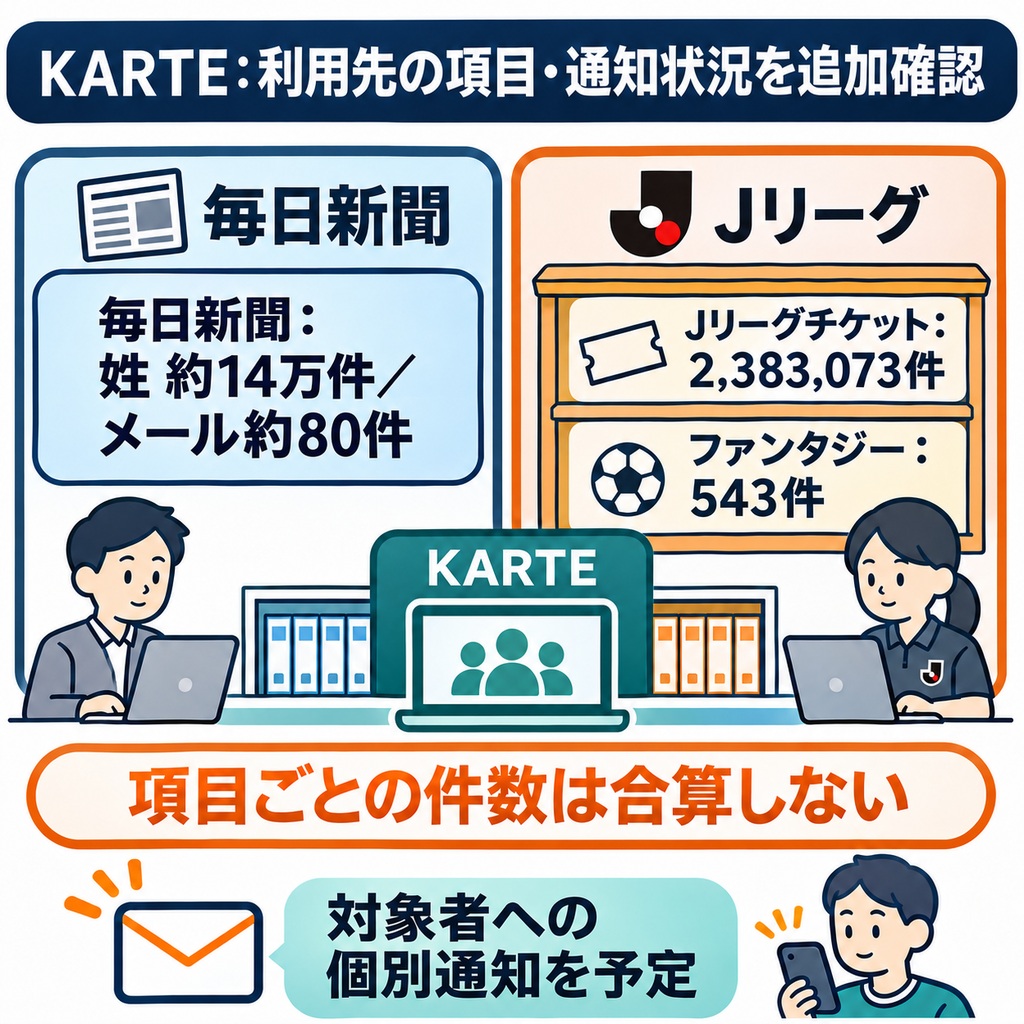 KARTE：利用先の項目・通知状況を追加確認
毎日新聞
毎日新聞：
姓 約14万件／
メール約80件
Jリーグ
Jリーグチケット：
2,383,073件
ファンタジー：
543件
KARTE
項目ごとの件数は合算しない
対象者への
個別通知を予定